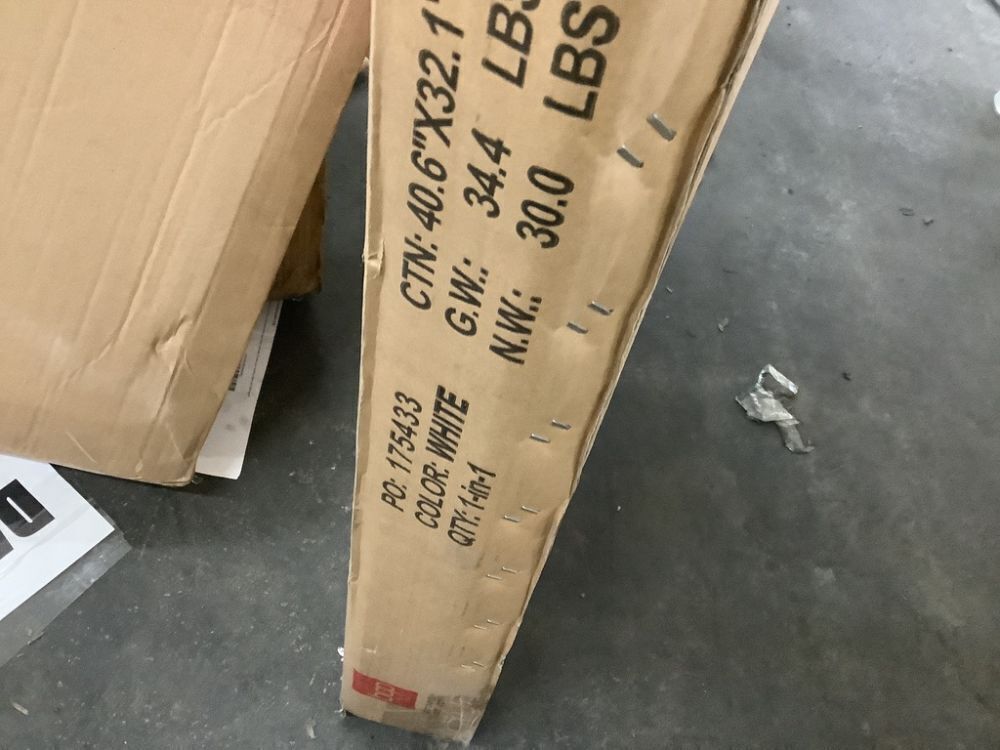 CTN: 40.6"X32.1"
G.W.: 34.4 LBS
N.W.: 30.0 LBS
PO: 175433
COLOR: WHITE
QTY: 1-in-1